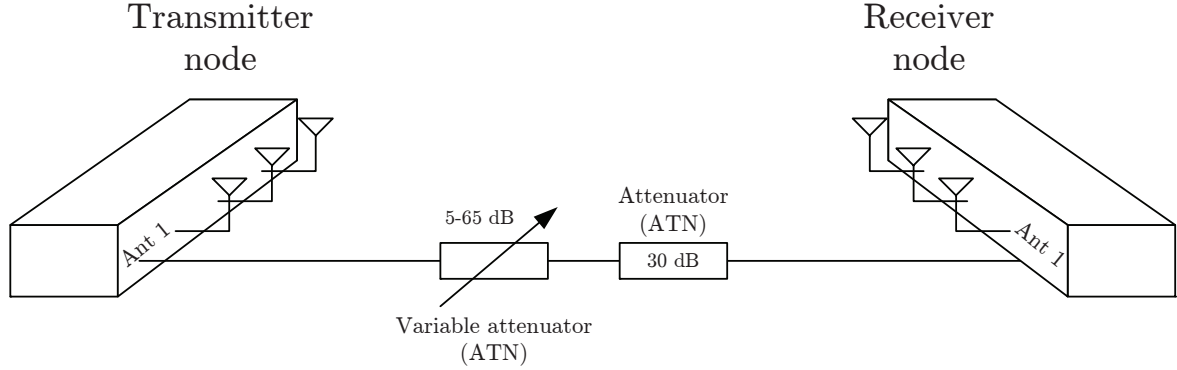 Transmitter
node
Receiver
node
Ant 1
5-65 dB
Variable attenuator
(ATN)
Attenuator
(ATN)
30 dB
Ant 1